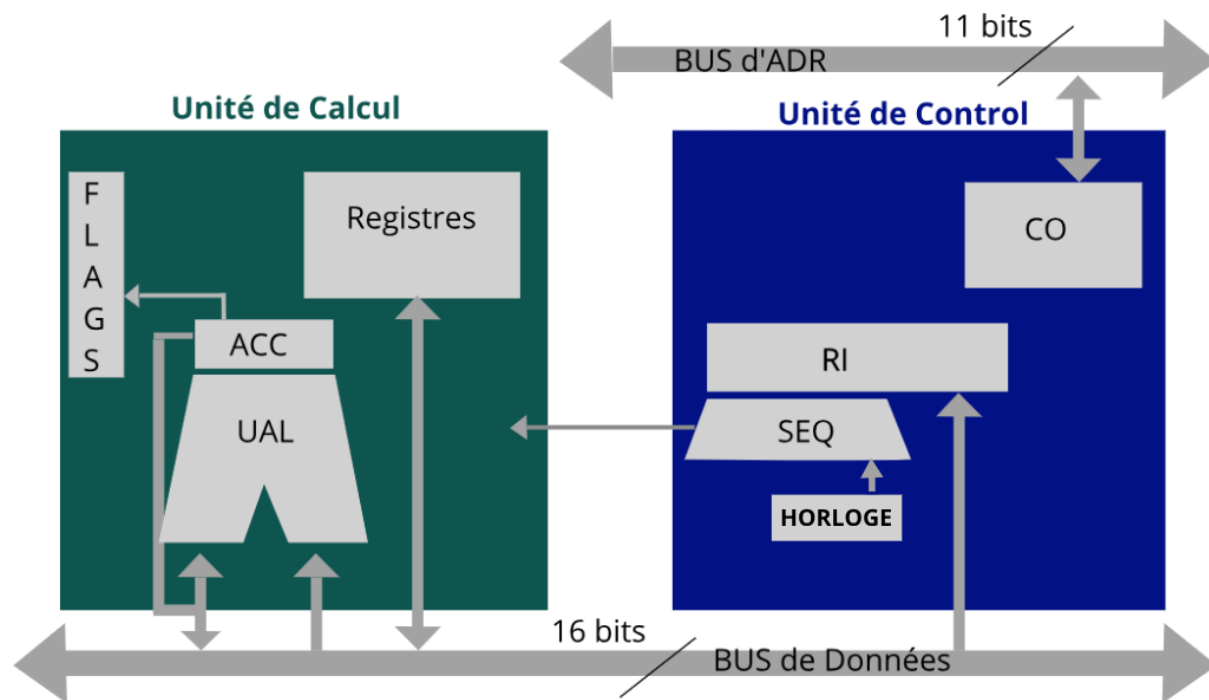 11 bits
BUS d'ADR
Unité de Calcul
Unité de Control
F
L
A
G
S
Registres
CO
ACC
RI
UAL
SEQ
HORLOGE
16 bits
BUS de Données